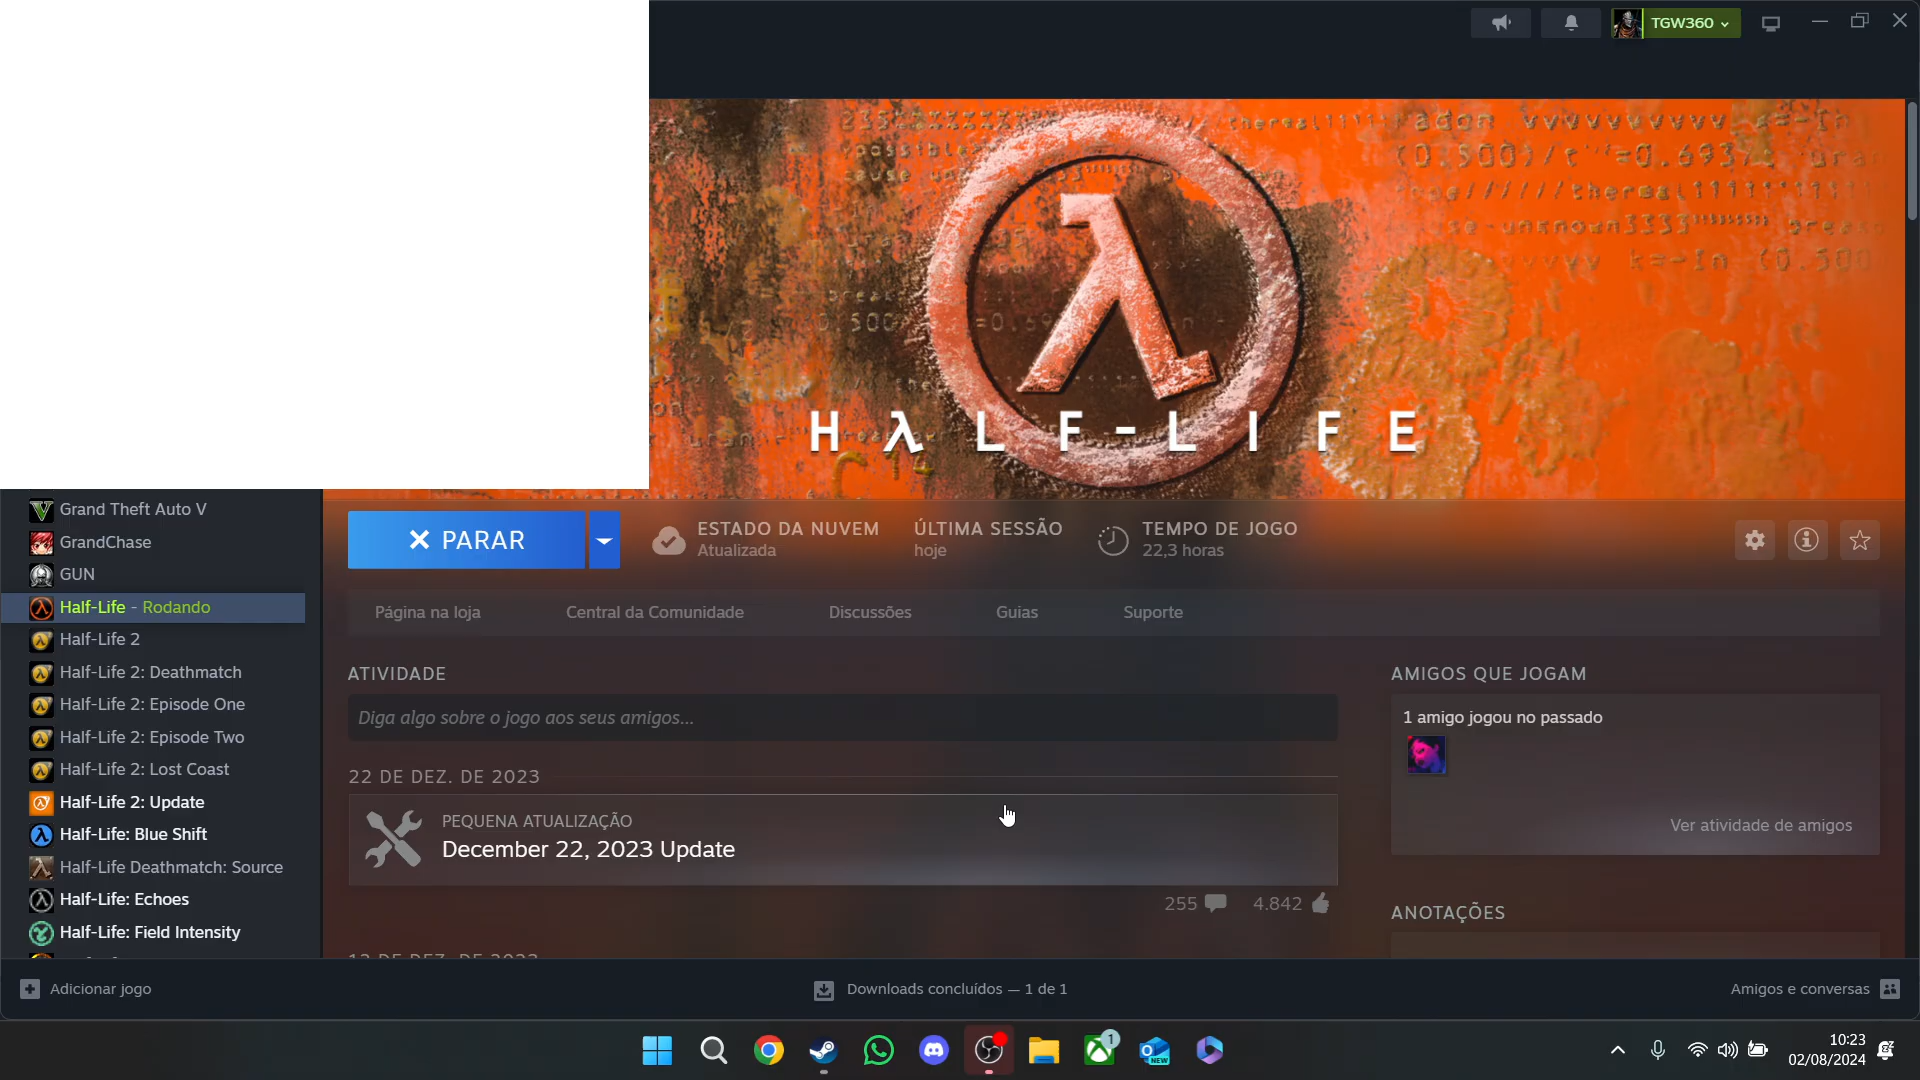 TGW360
HλLF-LIFE
Grand Theft Auto V
GrandChase
GUN
Half-Life - Rodando
Half-Life 2
Half-Life 2: Deathmatch
Half-Life 2: Episode One
Half-Life 2: Episode Two
Half-Life 2: Lost Coast
Half-Life 2: Update
Half-Life: Blue Shift
Half-Life Deathmatch: Source
Half-Life: Echoes
Half-Life: Field Intensity
PARAR
ESTADO DA NUVEM
Atualizada
ÚLTIMA SESSÃO
hoje
TEMPO DE JOGO
22,3 horas
Página na loja
Central da Comunidade
Discussões
Guias
Suporte
ATIVIDADE
Diga algo sobre o jogo aos seus amigos...
22 DE DEZ. DE 2023
PEQUENA ATUALIZAÇÃO
December 22, 2023 Update
255
4.842
AMIGOS QUE JOGAM
1 amigo jogou no passado
Ver atividade de amigos
ANOTAÇÕES
Adicionar jogo
Downloads concluídos — 1 de 1
Amigos e conversas
1
NEW
10:23
02/08/2024